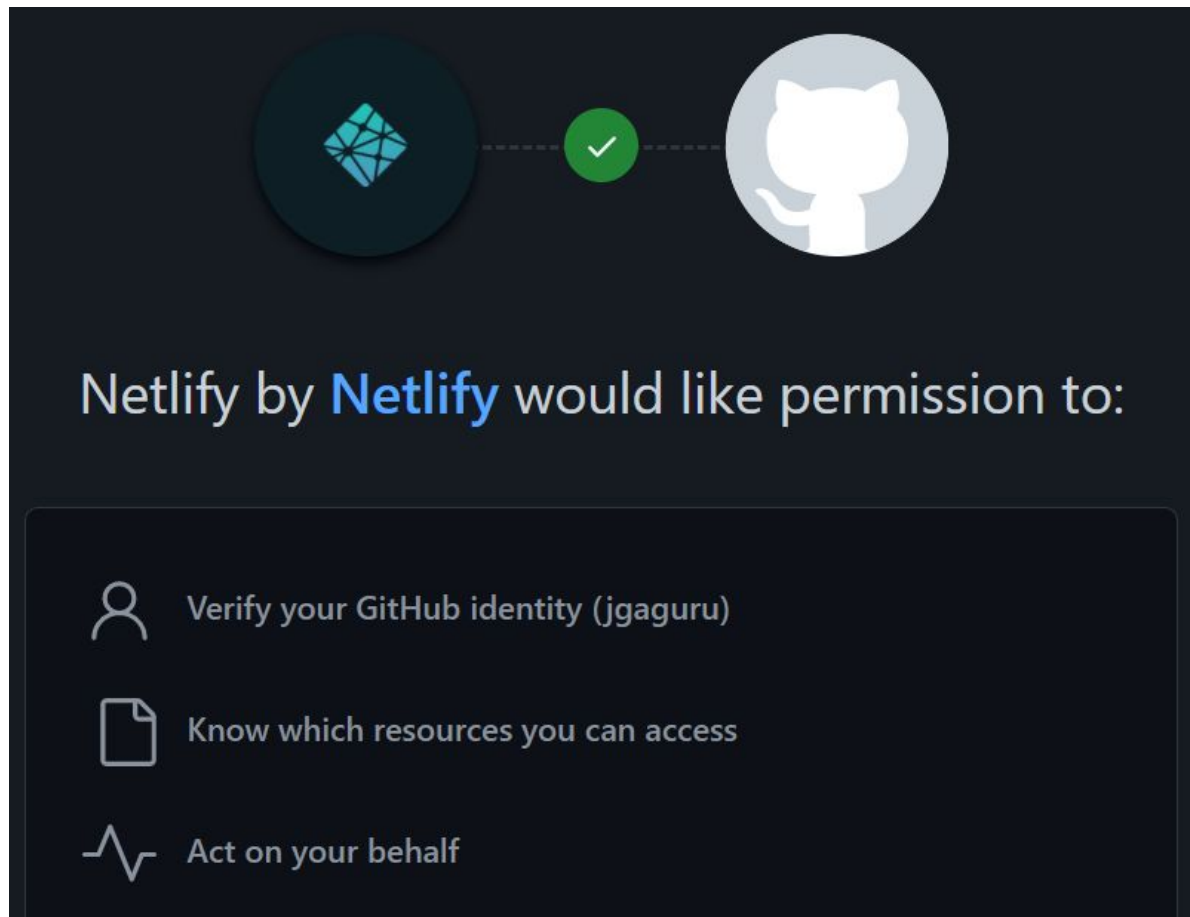 Netlify by Netlify would like permission to:
Verify your GitHub identity (jgaguru)
Know which resources you can access
Act on your behalf